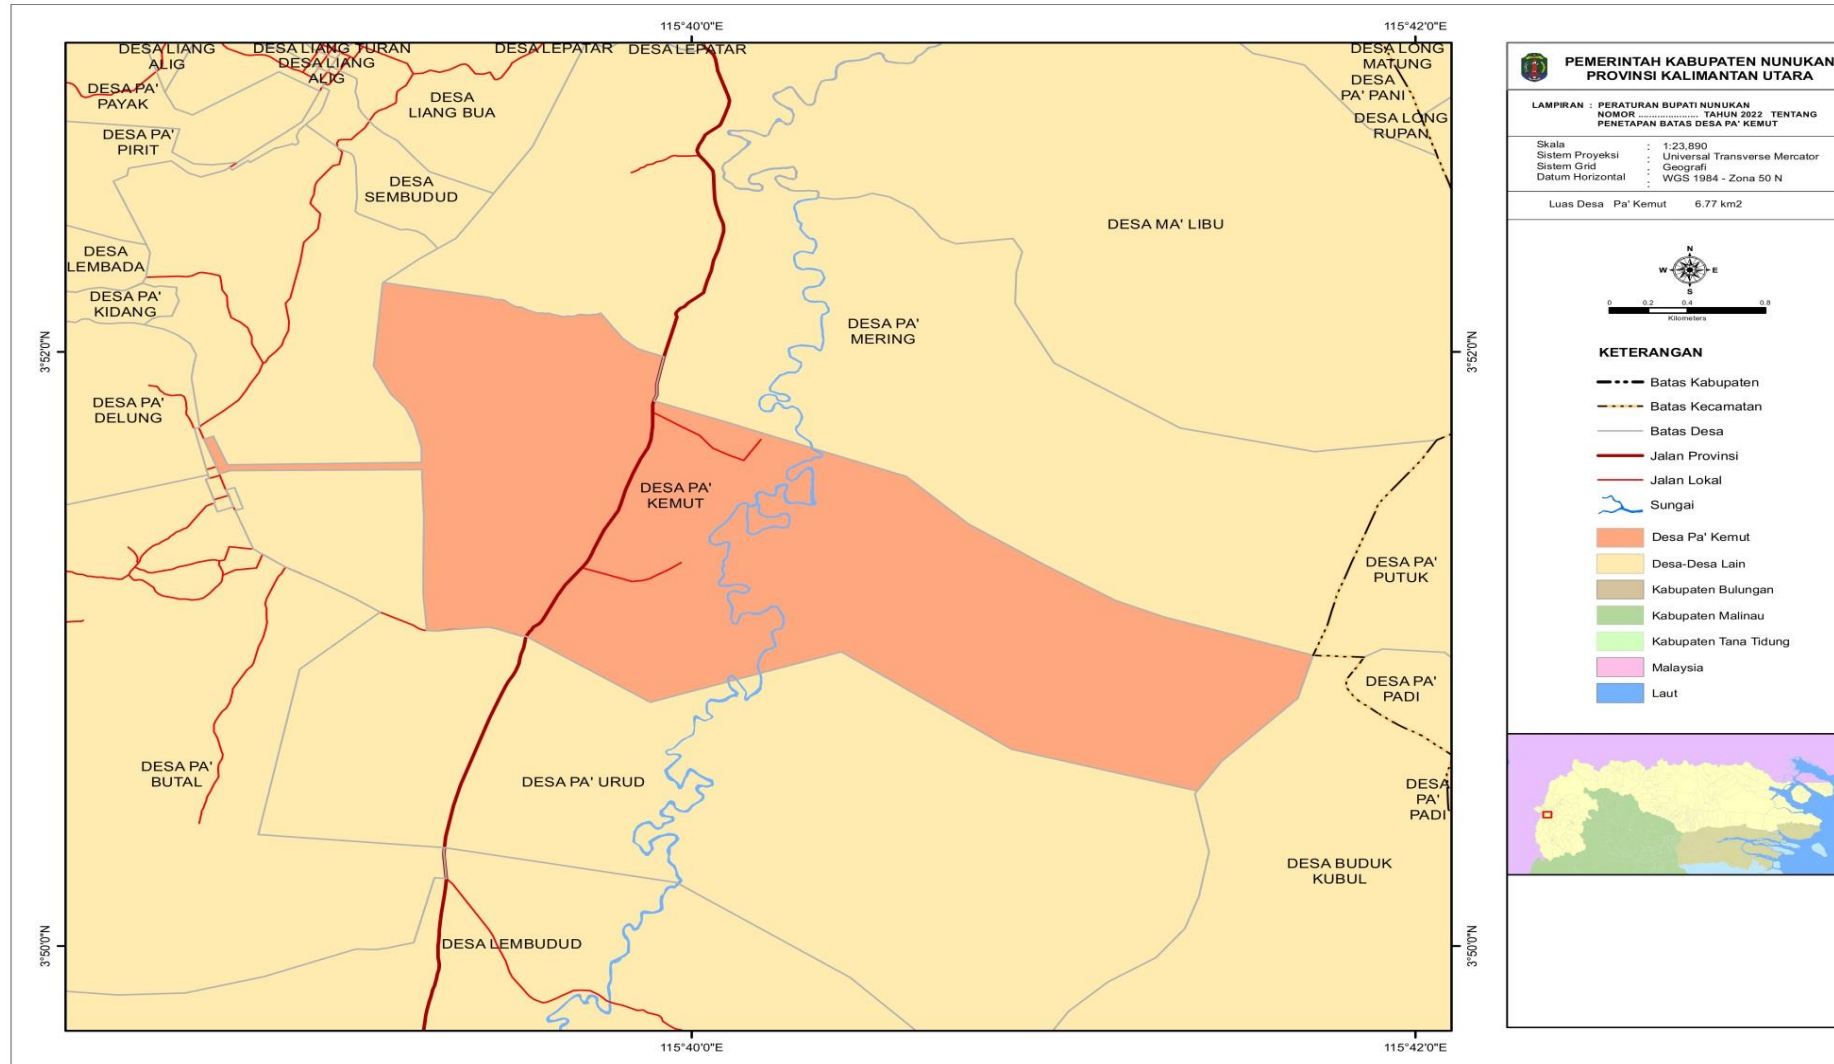 115°40'0"E
115°42'0"E
DESA LIANG
ALIG
DESA LIANG TURAN
DESA LIANG
ALIG
DESA LEPATAR
DESA LEPATAR
DESA LONG
MATUNG
DESA
PA' PANI
DESA LONG
RUPAN
DESA PA'
PAYAK
DESA
LIANG BUA
DESA PA'
PIRIT
DESA
SEMBUDUD
DESA MA' LIBU
DESA
LEMBADA
DESA PA'
KIDANG
DESA PA'
MERING
3°52'0"N
3°52'0"N
DESA PA'
DELUNG
DESA PA'
KEMUT
DESA PA'
PUTUK
DESA PA'
PADI
DESA PA'
BUTAL
DESA PA' URUD
DESA
PA'
PADI
DESA BUDUK
KUBUL
DESA LEMBUDUD
3°50'0"N
3°50'0"N
115°40'0"E
115°42'0"E
PEMERINTAH KABUPATEN NUNUKAN
PROVINSI KALIMANTAN UTARA
LAMPIRAN : PERATURAN BUPATI NUNUKAN
NOMOR ...................... TAHUN 2022 TENTANG
PENETAPAN BATAS DESA PA' KEMUT
Skala : 1:23,890
Sistem Proyeksi : Universal Transverse Mercator
Sistem Grid : Geografi
Datum Horizontal : WGS 1984 - Zona 50 N
Luas Desa Pa' Kemut 6.77 km2
N
W E
S
0 0.2 0.4 0.8
Kilometers
KETERANGAN
Batas Kabupaten
Batas Kecamatan
Batas Desa
Jalan Provinsi
Jalan Lokal
Sungai
Desa Pa' Kemut
Desa-Desa Lain
Kabupaten Bulungan
Kabupaten Malinau
Kabupaten Tana Tidung
Malaysia
Laut